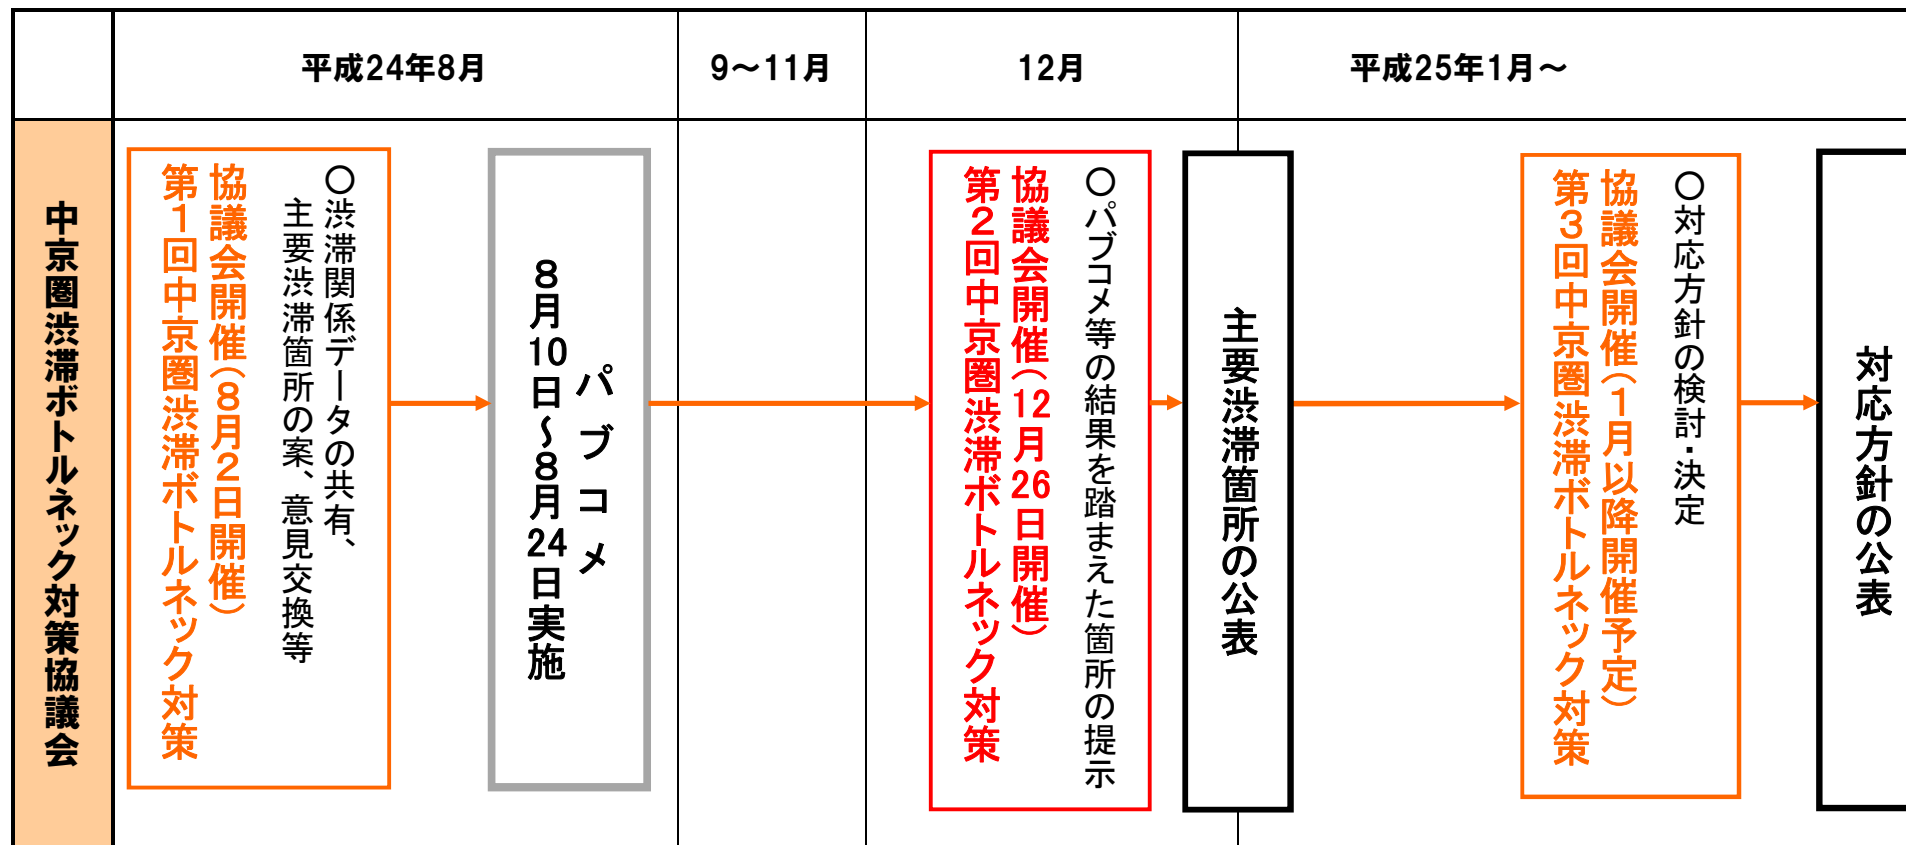 平成24年8月
9～11月
12月
平成25年1月～
中京圏渋滞ボトルネック対策協議会
第1回中京圏渋滞ボトルネック対策
協議会開催(8月2日開催)
○渋滞関係データの共有、
主要渋滞箇所の案、意見交換等
パブコメ
8月10日～8月24日実施
第2回中京圏渋滞ボトルネック対策
協議会開催(12月26日開催)
○パブコメ等の結果を踏まえた箇所の提示
主要渋滞箇所の公表
第3回中京圏渋滞ボトルネック対策
協議会開催(1月以降開催予定)
○対応方針の検討・決定
対応方針の公表